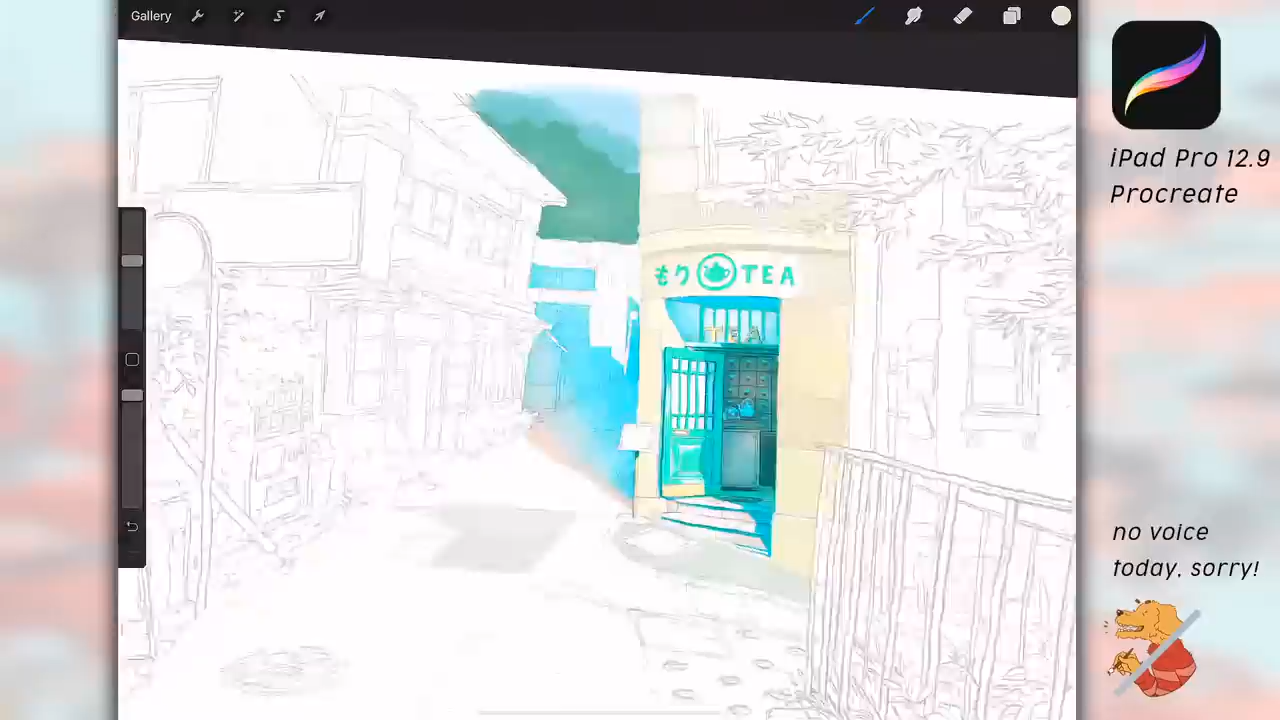 Gallery
iPad Pro 12.9
Procreate
もり TEA
TEA
no voice
today, sorry!